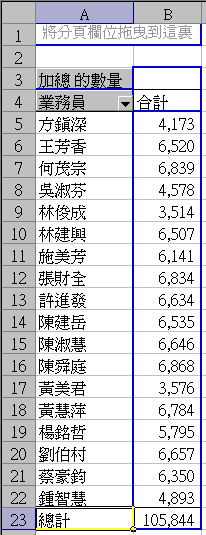 A B
1 將分頁欄位拖曳到這裏
2
3 加總 的數量
4 業務員 合計
5 方鎮深 4,173
6 王芳香 6,520
7 何茂宗 6,839
8 吳淑芬 4,578
9 林俊成 3,514
10 林建興 6,507
11 施美芳 6,141
12 張財全 6,834
13 許進發 6,634
14 陳建岳 6,535
15 陳淑慧 6,646
16 陳舜庭 6,868
17 黃美君 3,576
18 黃慧萍 6,784
19 楊銘哲 5,795
20 劉伯村 6,657
21 蔡豪鈞 6,350
22 鍾智慧 4,893
23 總計 105,844